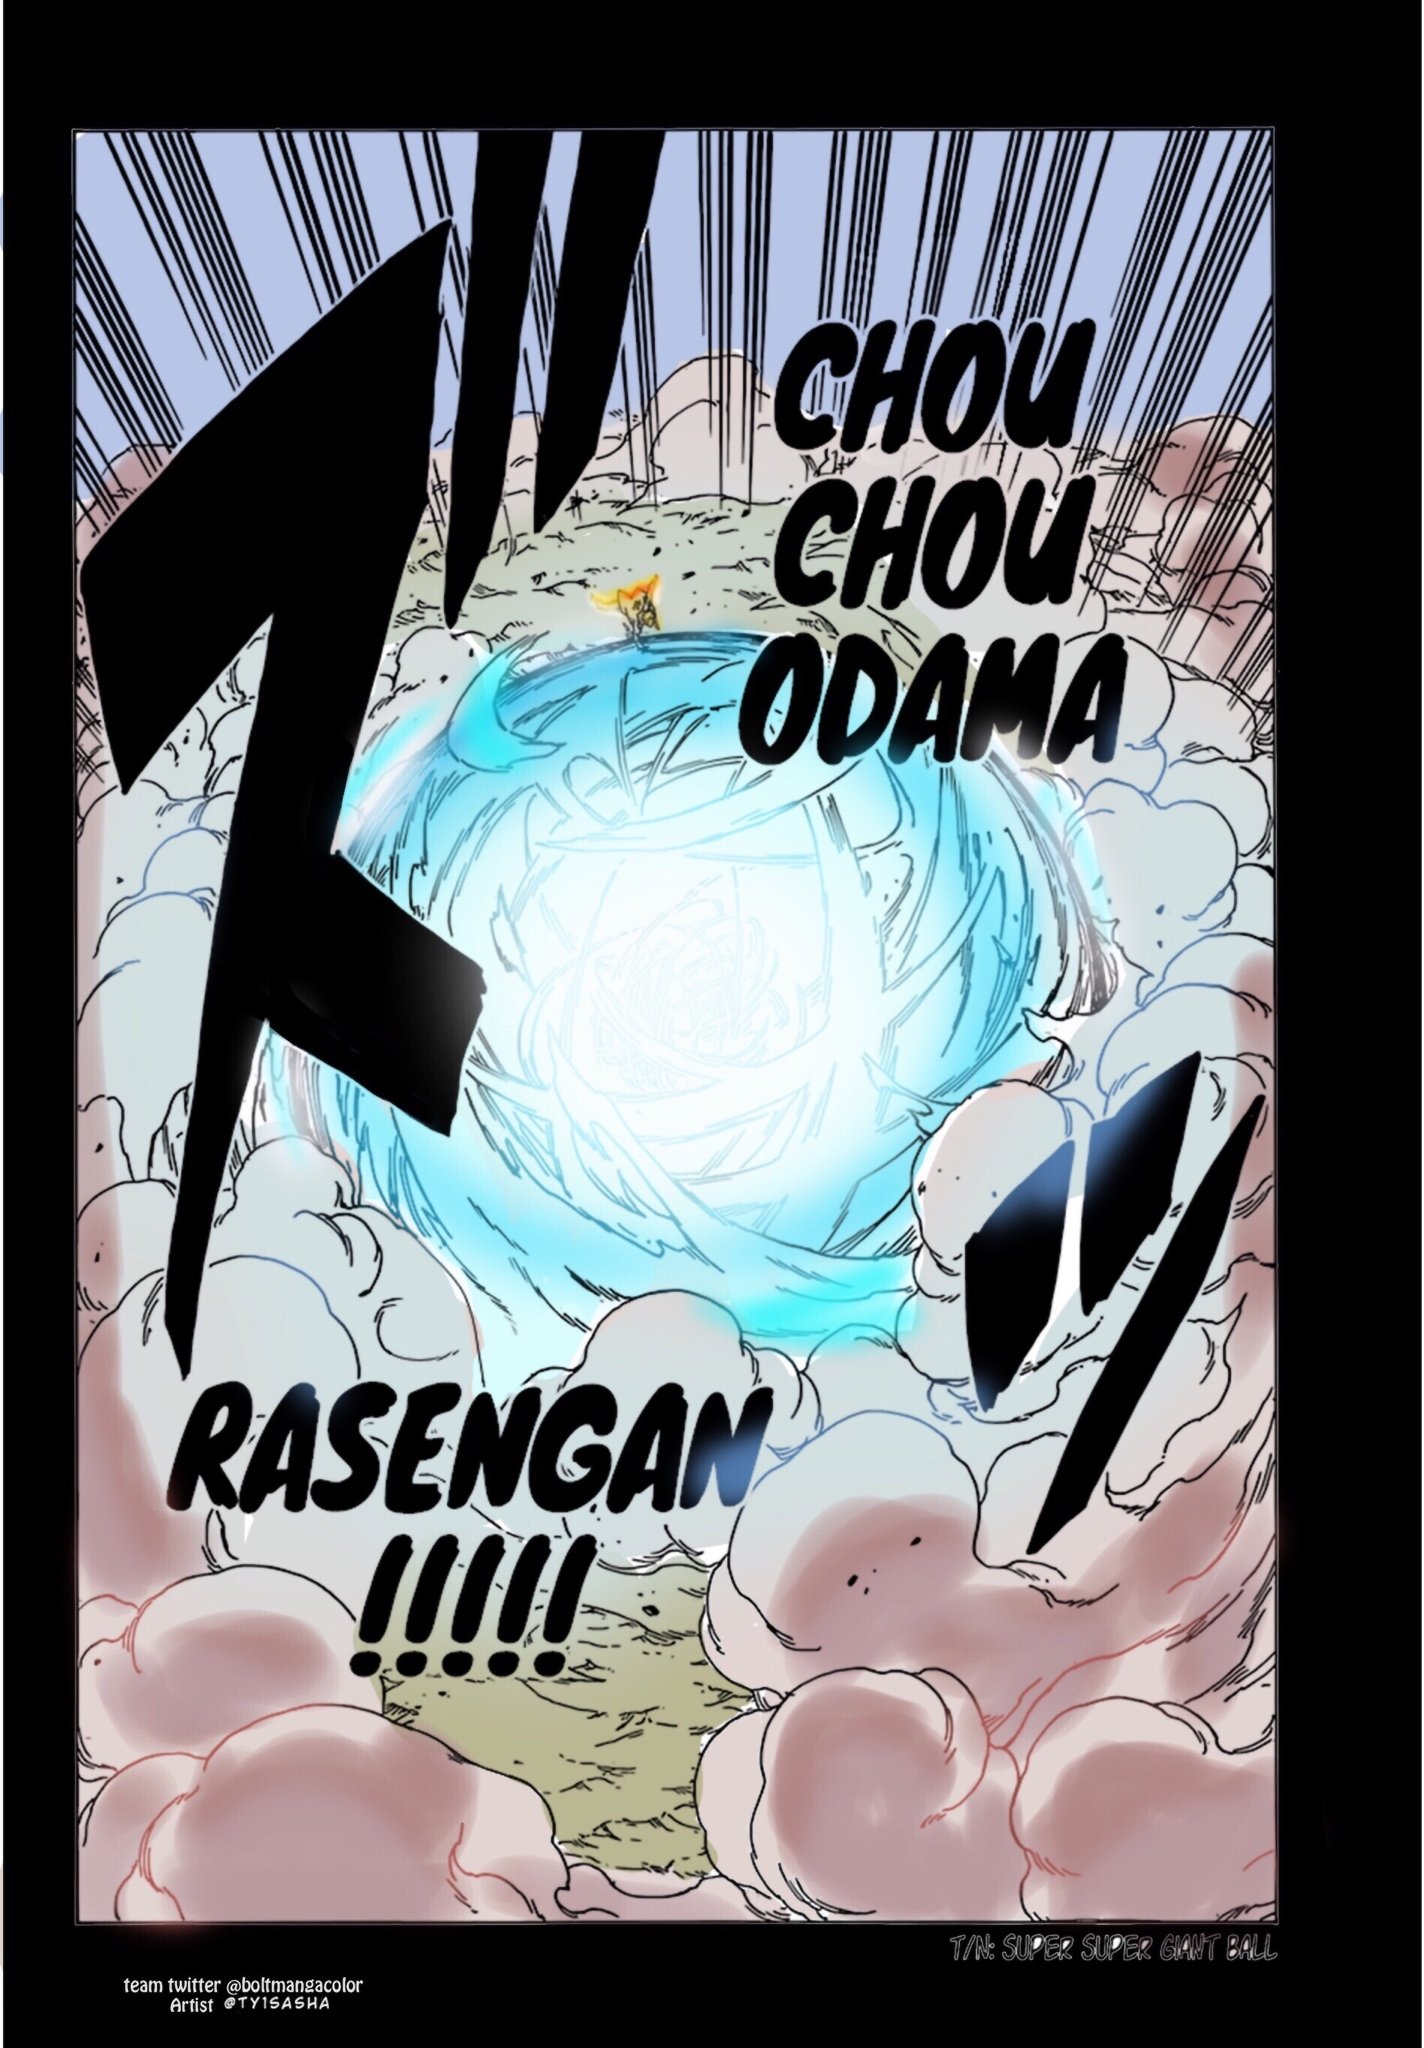 CHOU
CHOU
ODAMA
RASENGAN
!!!!!
T/N: SUPER SUPER GIANT BALL
team twitter @boltmangacolor
Artist @TY1SASHA